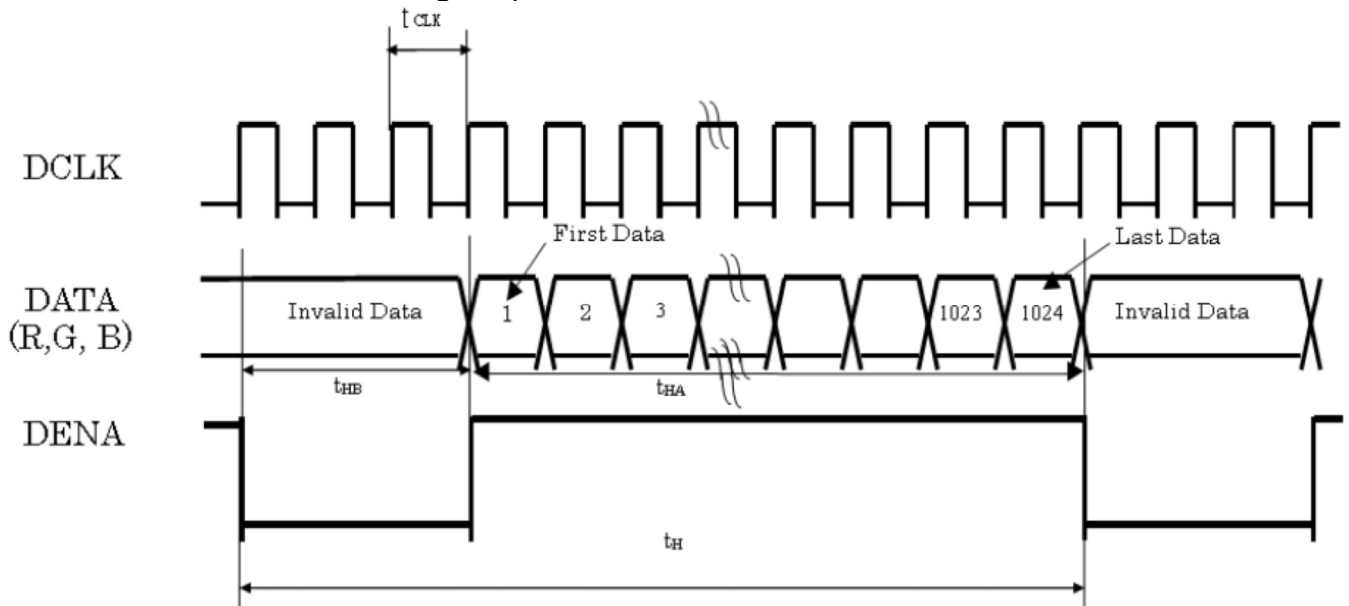 t CLK
DCLK
First Data
Last Data
DATA
(R,G, B)
Invalid Data
1
2
3
1023
1024
Invalid Data
tHB
tHA
DENA
tH